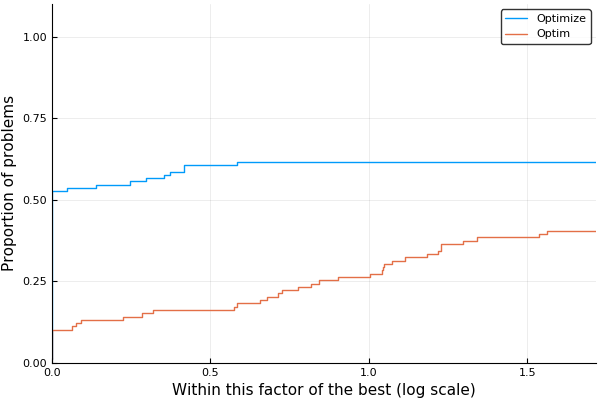 Optimize
Optim
1.00
0.75
0.50
0.25
0.00
Proportion of problems
0.0 0.5 1.0 1.5
Within this factor of the best (log scale)